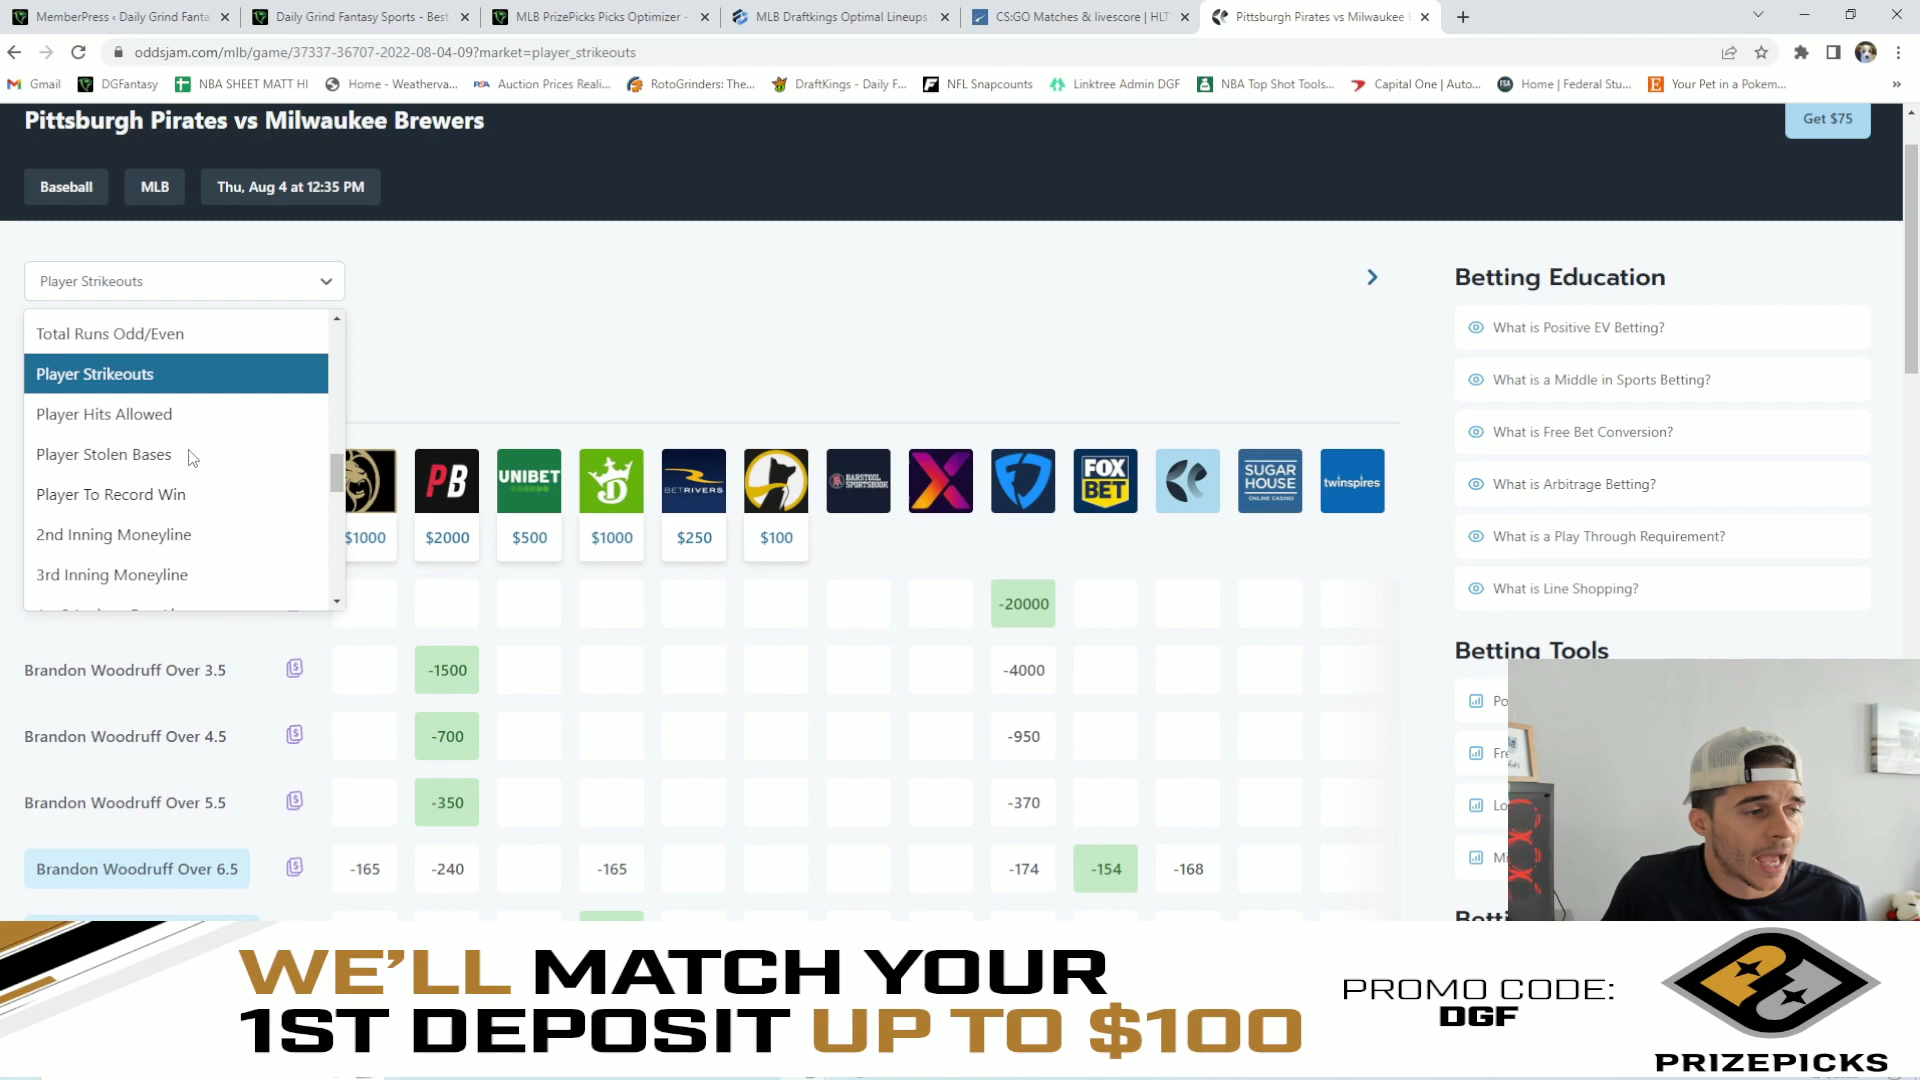 MemberPress ‹ Daily Grind Fanta
Daily Grind Fantasy Sports - Best
MLB PrizePicks Picks Optimizer -
MLB Draftkings Optimal Lineups
CS:GO Matches & livescore | HLT
Pittsburgh Pirates vs Milwaukee
oddsjam.com/mlb/game/37337-36707-2022-08-04-09?market=player_strikeouts
Gmail
DGFantasy
NBA SHEET MATT HI
Home - Weatherva...
Auction Prices Reali...
RotoGrinders: The...
DraftKings - Daily F...
NFL Snapcounts
Linktree Admin DGF
NBA Top Shot Tools...
Capital One | Auto...
Home | Federal Stu...
Your Pet in a Pokem...
Pittsburgh Pirates vs Milwaukee Brewers
Get $75
Baseball
MLB
Thu, Aug 4 at 12:35 PM
Player Strikeouts
Total Runs Odd/Even
Player Strikeouts
Player Hits Allowed
Player Stolen Bases
Player To Record Win
2nd Inning Moneyline
3rd Inning Moneyline
PB
UNIBET
BETRIVERS
BARSTOOL
SPORTSBOOK
FOX
BET
SUGAR
HOUSE
ONLINE CASINO
twinspires
$1000
$2000
$500
$1000
$250
$100
-20000
Brandon Woodruff Over 3.5
-1500
-4000
Brandon Woodruff Over 4.5
-700
-950
Brandon Woodruff Over 5.5
-350
-370
Brandon Woodruff Over 6.5
-165
-240
-165
-174
-154
-168
Betting Education
What is Positive EV Betting?
What is a Middle in Sports Betting?
What is Free Bet Conversion?
What is Arbitrage Betting?
What is a Play Through Requirement?
What is Line Shopping?
Betting Tools
Po
Fre
Lo
Mi
Betti
WE'LL MATCH YOUR
1ST DEPOSIT UP TO $100
PROMO CODE:
DGF
PRIZEPICKS